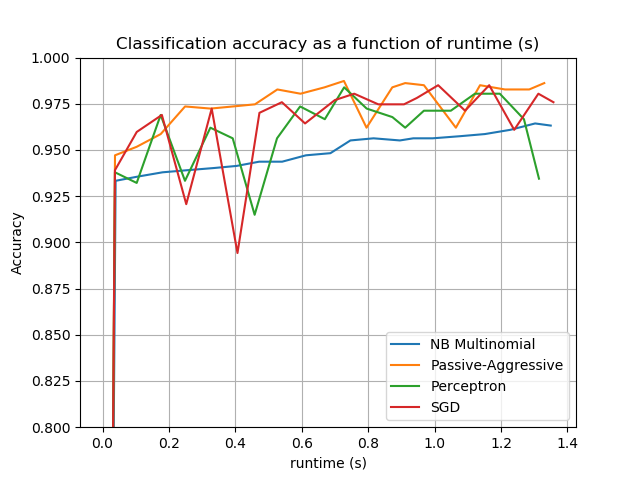 Classification accuracy as a function of runtime (s)
1.000
0.975
0.950
0.925
0.900
0.875
0.850
0.825
0.800
Accuracy
0.0 0.2 0.4 0.6 0.8 1.0 1.2 1.4
runtime (s)
NB Multinomial
Passive-Aggressive
Perceptron
SGD